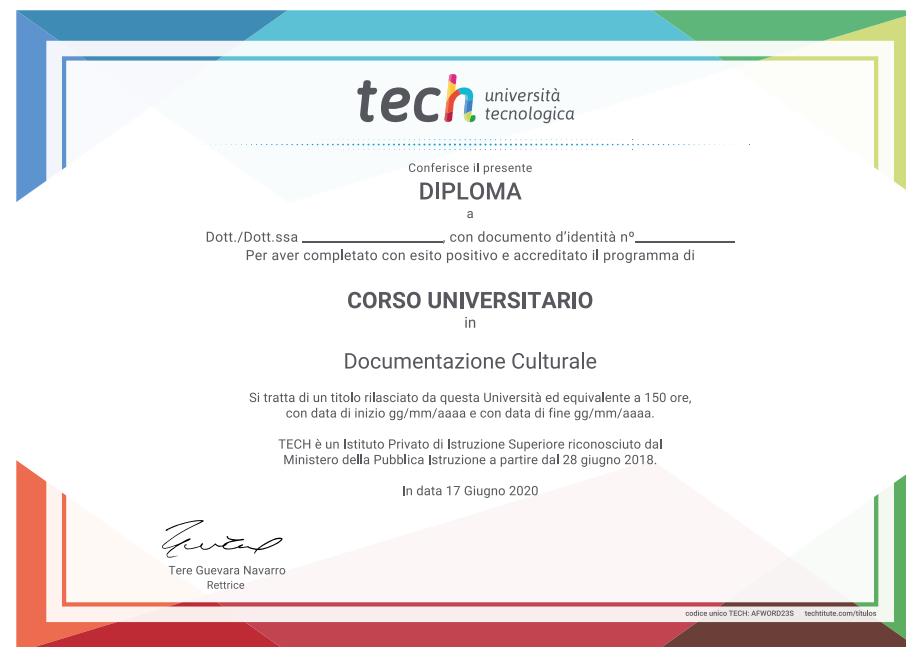 tech università
tecnologica
Conferisce il presente
DIPLOMA
a
Dott./Dott.ssa ____________________, con documento d'identità nº______________
Per aver completato con esito positivo e accreditato il programma di
CORSO UNIVERSITARIO
in
Documentazione Culturale
Si tratta di un titolo rilasciato da questa Università ed equivalente a 150 ore,
con data di inizio gg/mm/aaaa e con data di fine gg/mm/aaaa.
TECH è un Istituto Privato di Istruzione Superiore riconosciuto dal
Ministero della Pubblica Istruzione a partire dal 28 giugno 2018.
In data 17 Giugno 2020
Tere Guevara Navarro
Rettrice
codice unico TECH: AFWORD23S techtitute.com/titulos